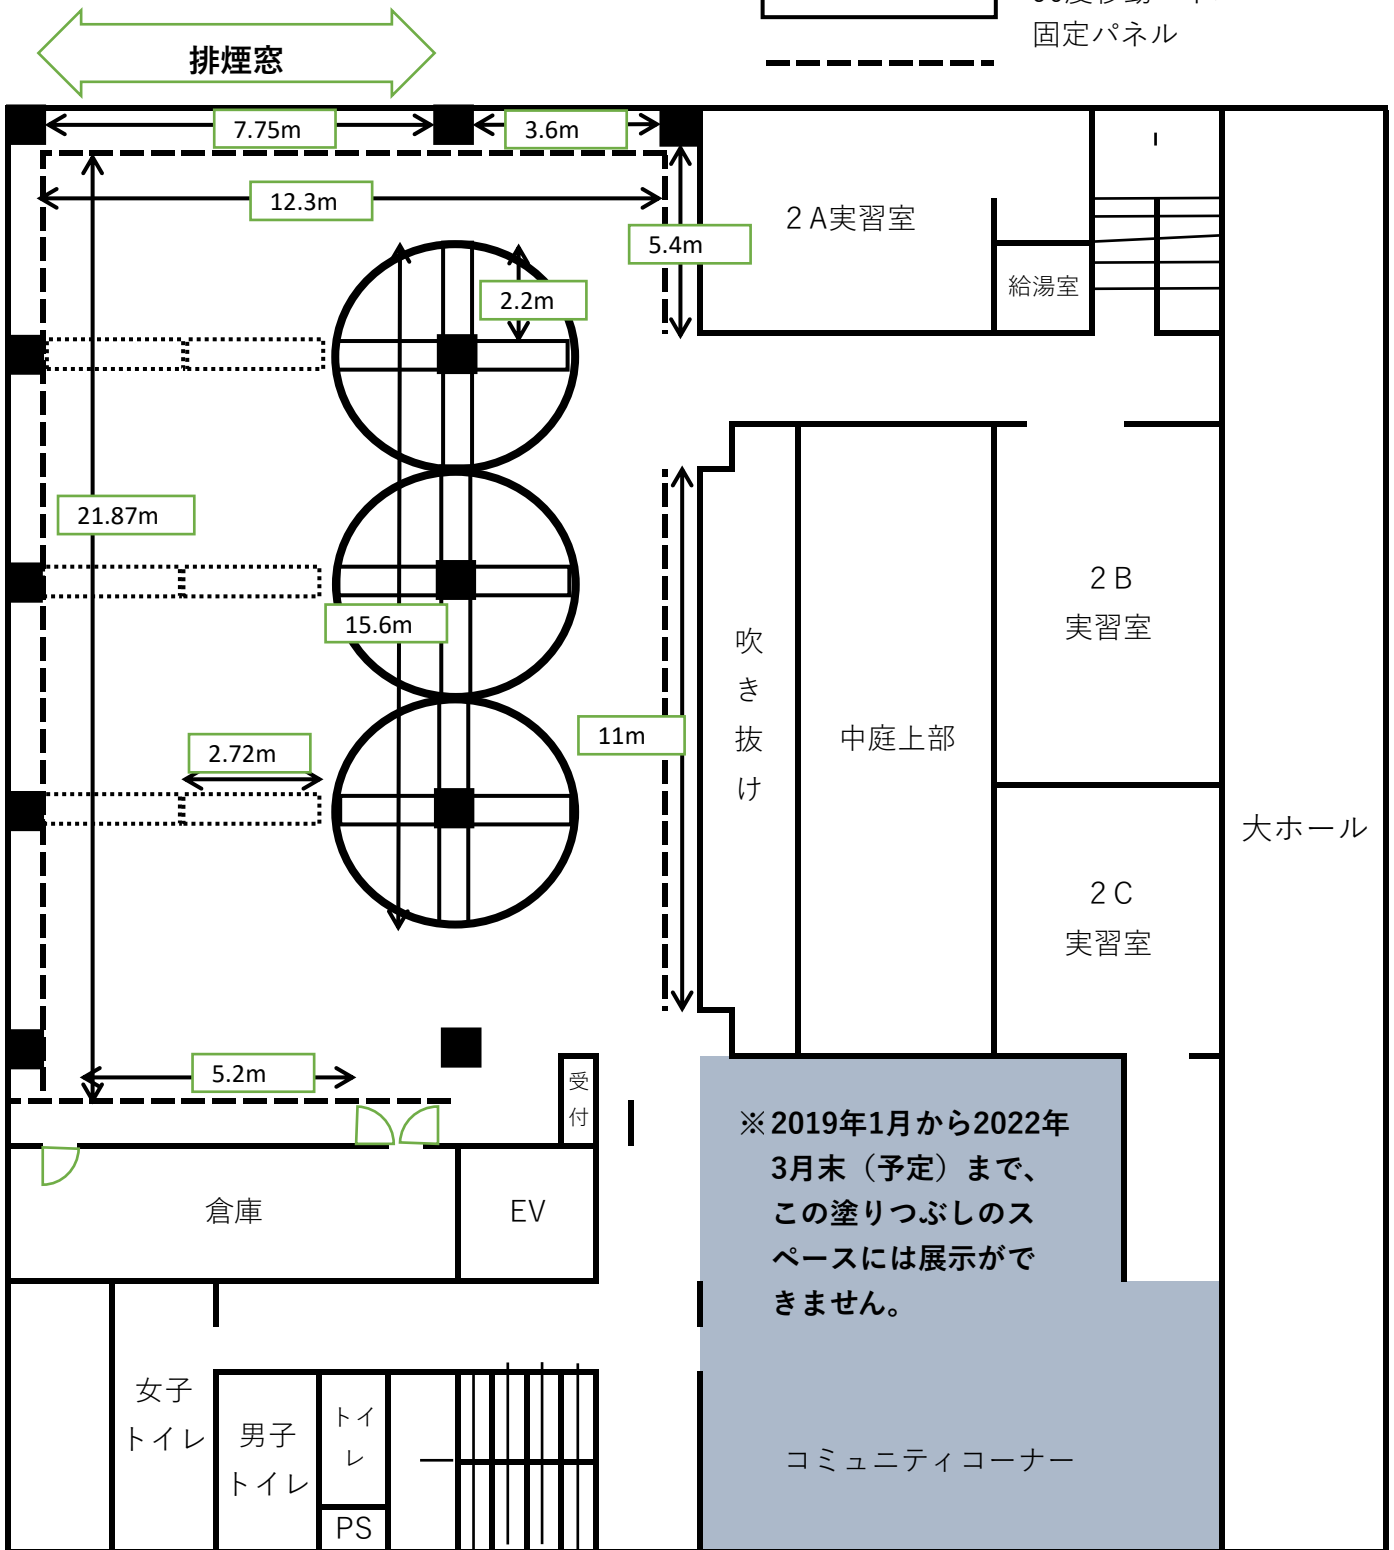 固定パネル
排煙窓
7.75m
3.6m
12.3m
2A実習室
5.4m
給湯室
2.2m
21.87m
2B
実習室
15.6m
吹き抜け
11m
中庭上部
2.72m
大ホール
2C
実習室
5.2m
受付
※2019年1月から2022年
3月末（予定）まで、
この塗りつぶしのス
ペースには展示がで
きません。
倉庫
EV
女子
トイレ
男子
トイレ
トイ
レ
コミュニティコーナー
PS